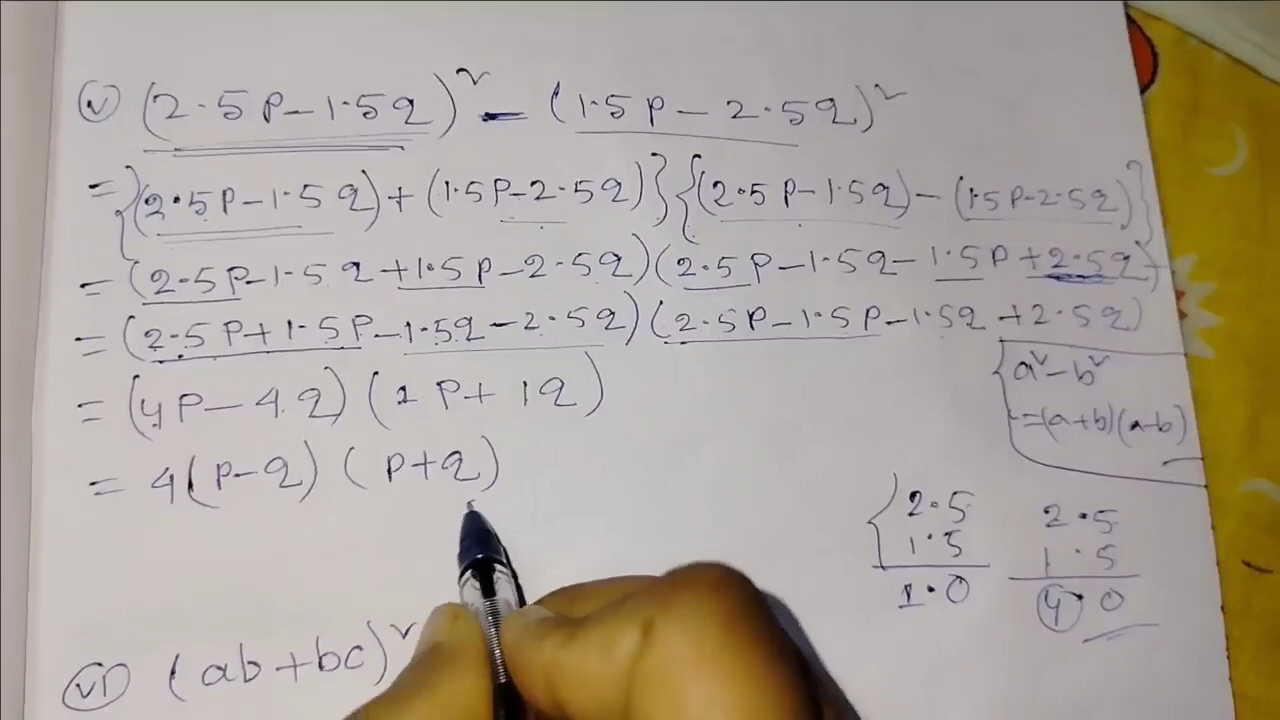 (v) (2.5p-1.5q)² - (1.5p-2.5q)²
= {(2.5p-1.5q)+(1.5p-2.5q)}{(2.5p-1.5q)-(1.5p-2.5q)}
= (2.5p-1.5q+1.5p-2.5q)(2.5p-1.5q-1.5p+2.5q)
= (2.5p+1.5p-1.5q-2.5q)(2.5p-1.5p-1.5q+2.5q)
= (4p-4q)(1p+1q)
= 4(p-q)(p+q)
a²-b²
=(a+b)(a-b)
2.5
1.5
1.0
2.5
1.5
4.0
(vi) (ab+bc)²